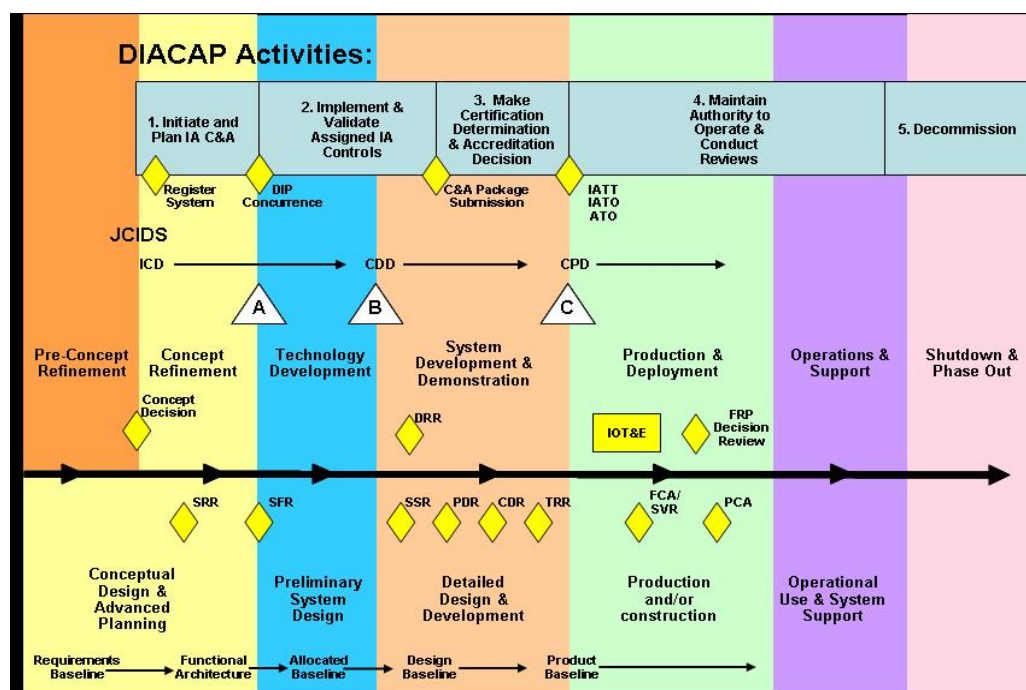 DIACAP Activities:
1. Initiate and
Plan IA C&A
2. Implement &
Validate
Assigned IA
Controls
3. Make
Certification
Determination
& Accreditation
Decision
4. Maintain
Authority to
Operate &
Conduct
Reviews
5. Decommission
Register
System
DIP
Concurrence
C&A Package
Submission
IATT
IATO
ATO
JCIDS
ICD
CDD
CPD
A
B
C
Pre-Concept
Refinement
Concept
Refinement
Technology
Development
System
Development &
Demonstration
Production &
Deployment
Operations &
Support
Shutdown &
Phase Out
Concept
Decision
DRR
IOT&E
FRP
Decision
Review
SRR
SFR
SSR
PDR
CDR
TRR
FCA/
SVR
PCA
Conceptual
Design &
Advanced
Planning
Preliminary
System
Design
Detailed
Design &
Development
Production
and/or
construction
Operational
Use & System
Support
Requirements
Baseline
Functional
Architecture
Allocated
Baseline
Design
Baseline
Product
Baseline